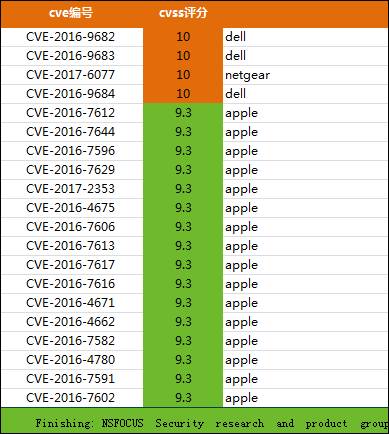 cve编号 cvss评分
CVE-2016-9682 10 dell
CVE-2016-9683 10 dell
CVE-2017-6077 10 netgear
CVE-2016-9684 10 dell
CVE-2016-7612 9.3 apple
CVE-2016-7644 9.3 apple
CVE-2016-7596 9.3 apple
CVE-2016-7629 9.3 apple
CVE-2017-2353 9.3 apple
CVE-2016-4675 9.3 apple
CVE-2016-7606 9.3 apple
CVE-2016-7613 9.3 apple
CVE-2016-7617 9.3 apple
CVE-2016-7616 9.3 apple
CVE-2016-4671 9.3 apple
CVE-2016-4662 9.3 apple
CVE-2016-7582 9.3 apple
CVE-2016-4780 9.3 apple
CVE-2016-7591 9.3 apple
CVE-2016-7602 9.3 apple
Finishing: NSFOCUS Security research and product group